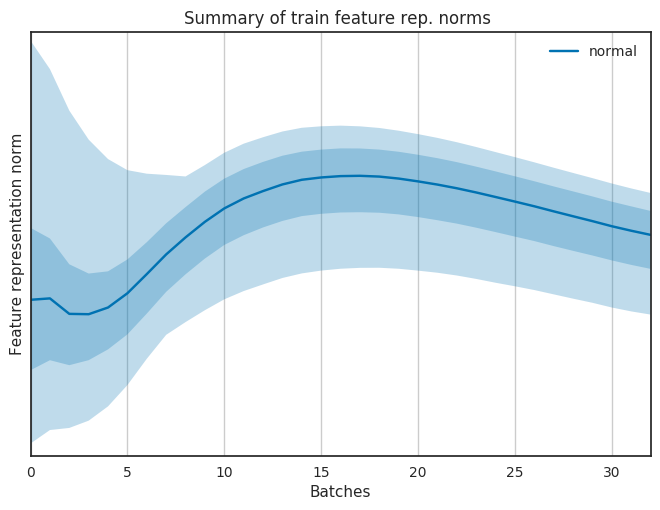 Summary of train feature rep. norms
normal
Feature representation norm
0 5 10 15 20 25 30
Batches